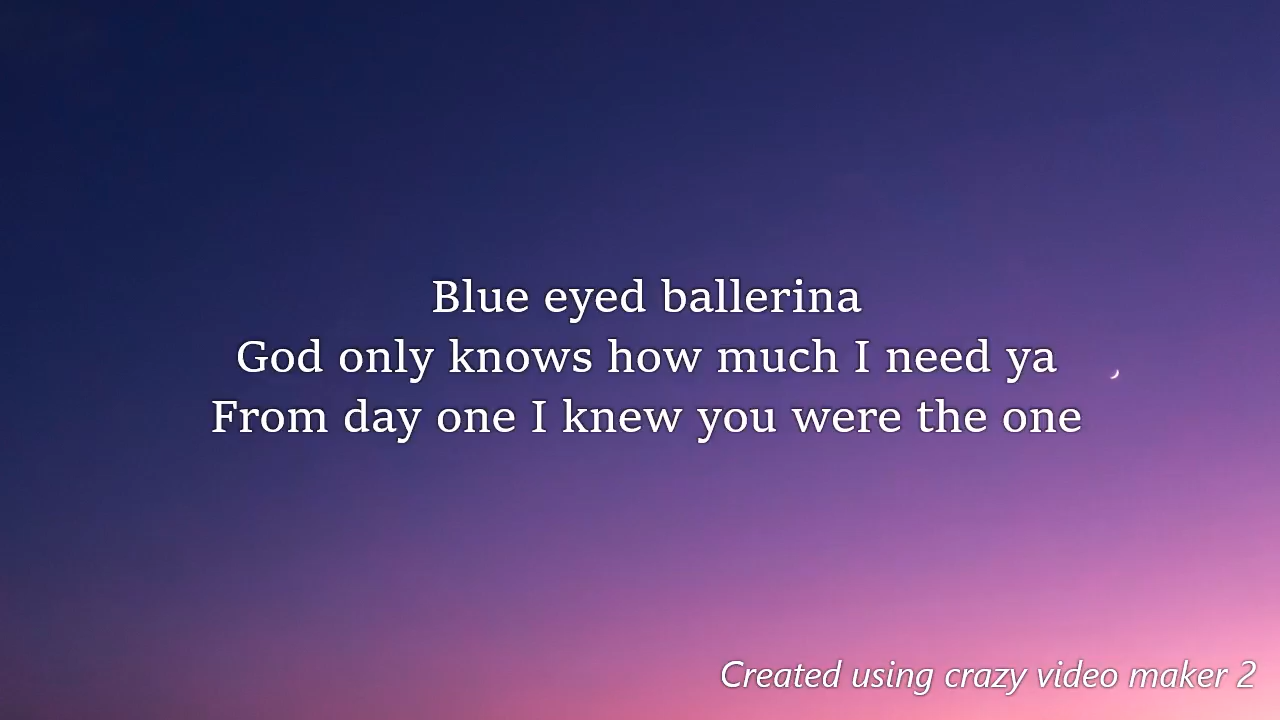 Blue eyed ballerina
God only knows how much I need ya
From day one I knew you were the one
Created using crazy video maker 2